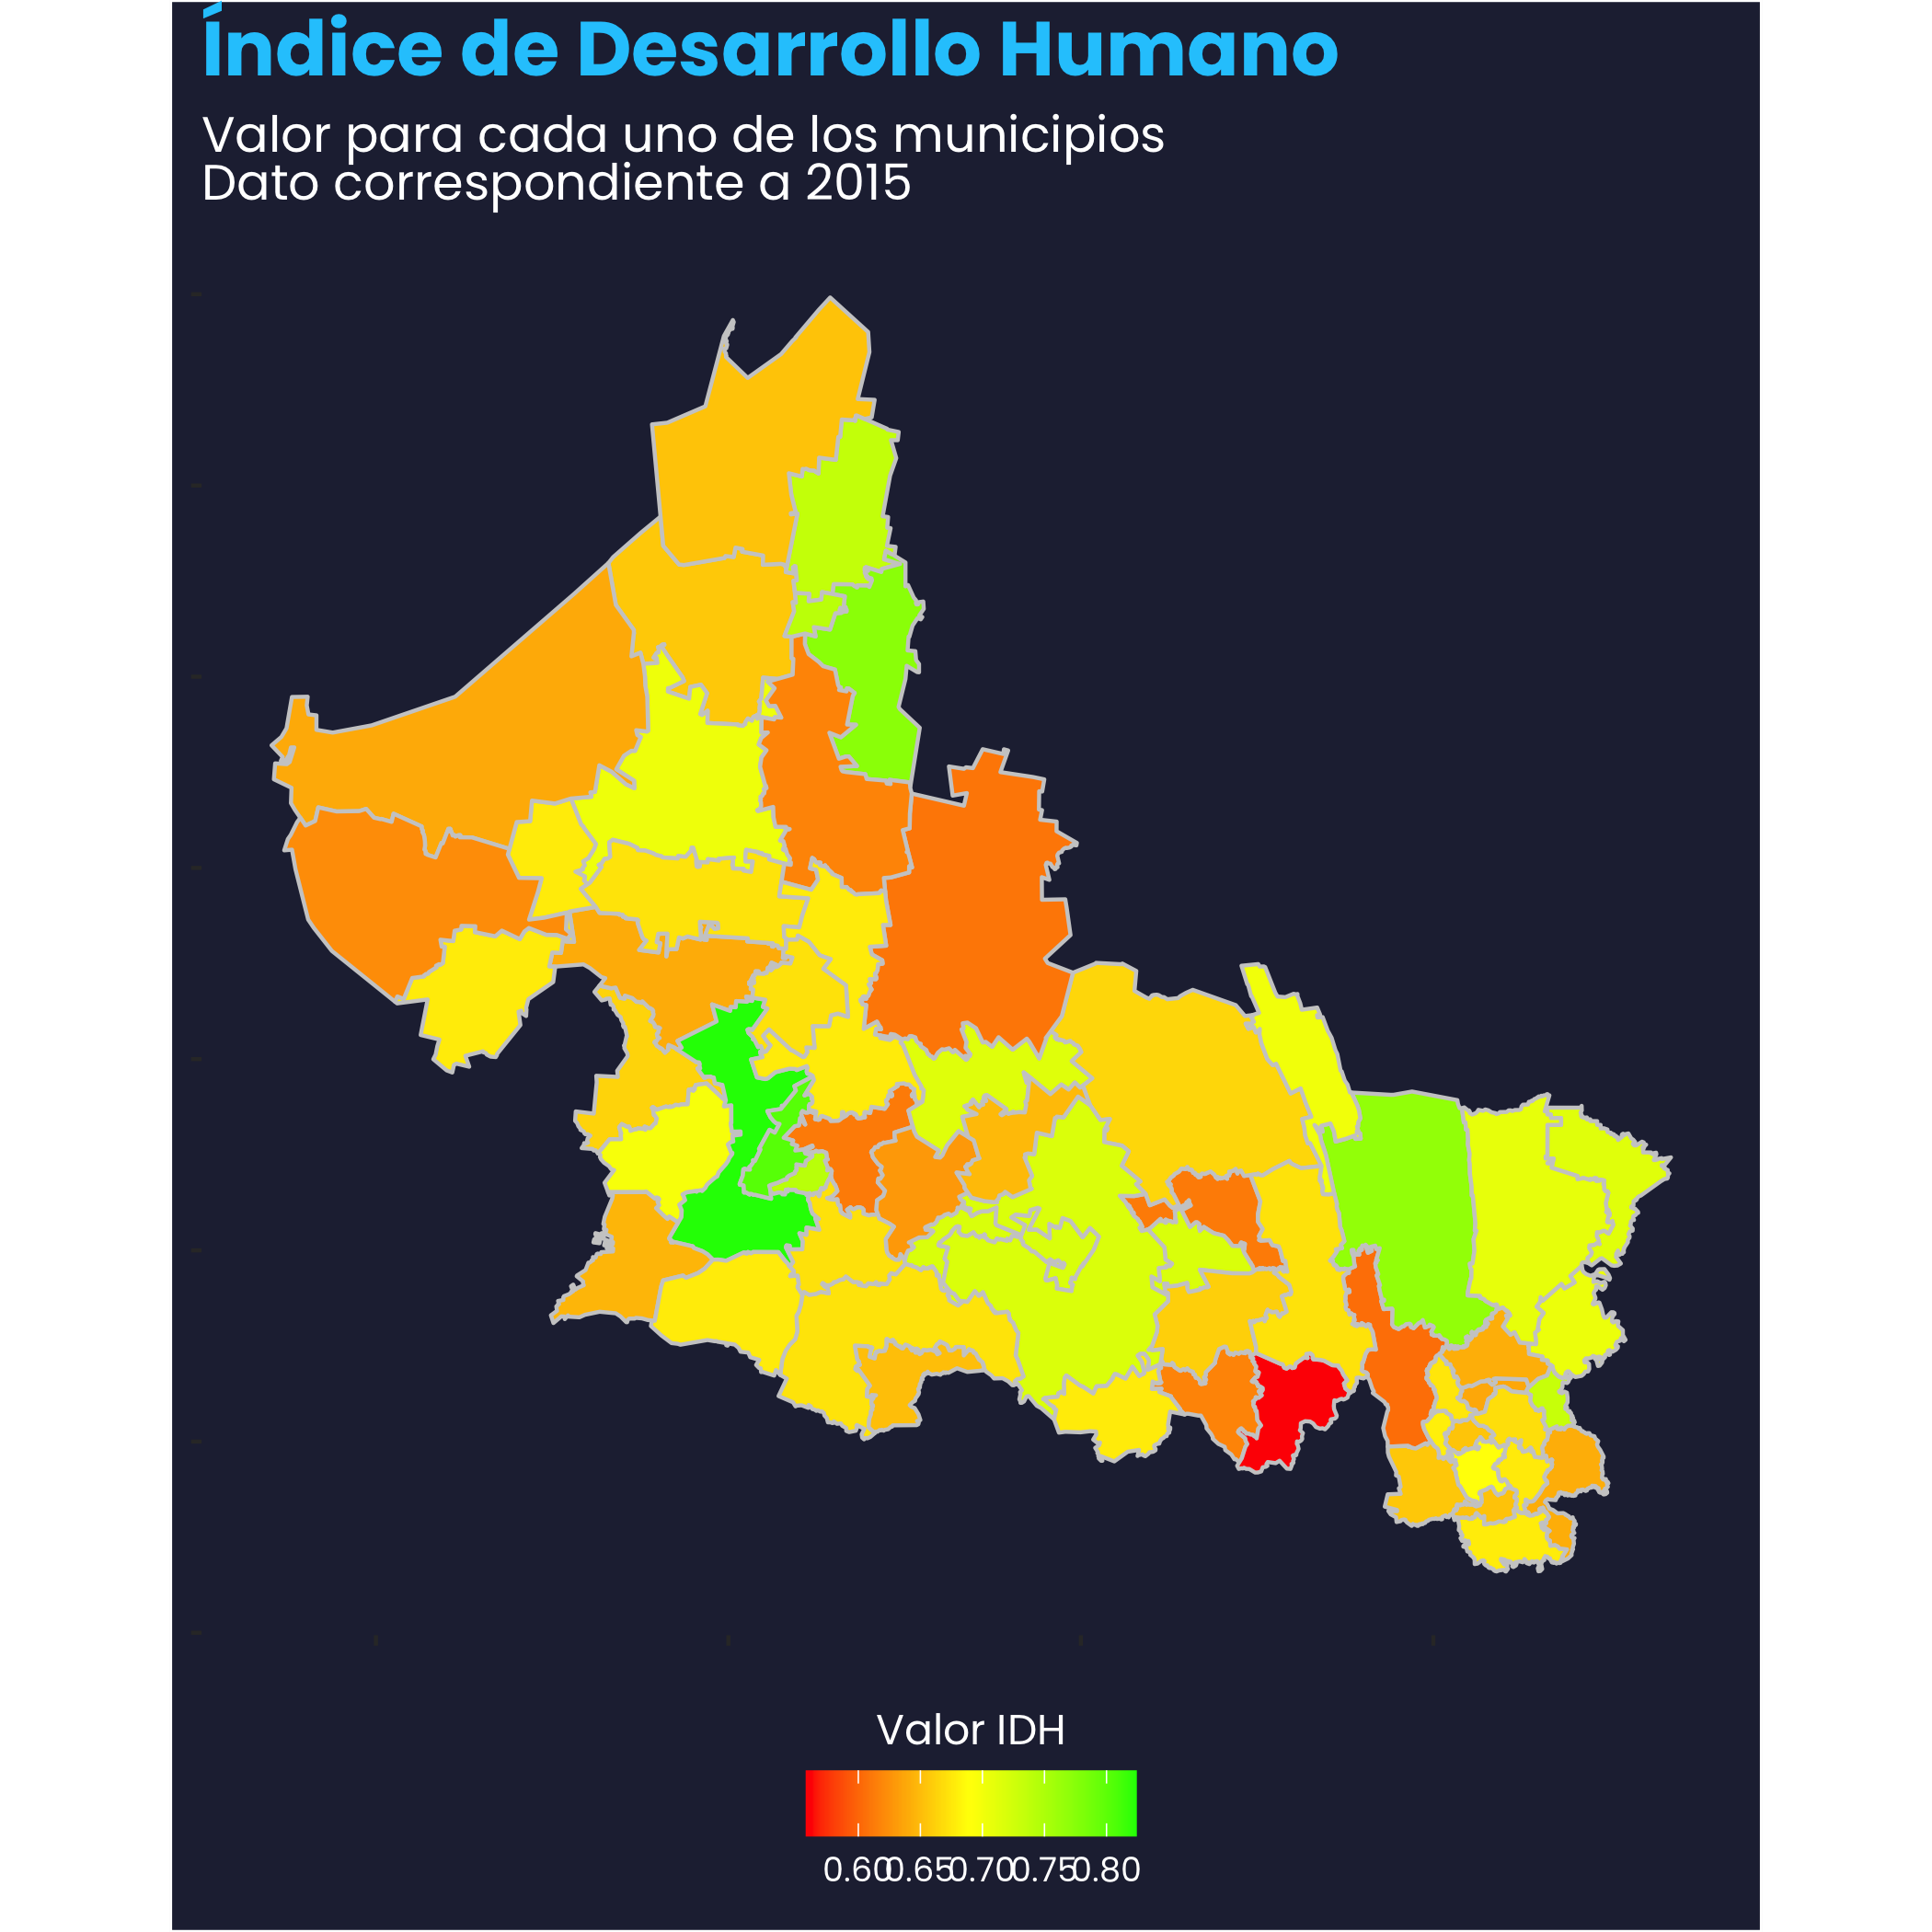 Índice de Desarrollo Humano
Valor para cada uno de los municipios
Dato correspondiente a 2015
Valor IDH
0.60 0.65 0.70 0.75 0.80